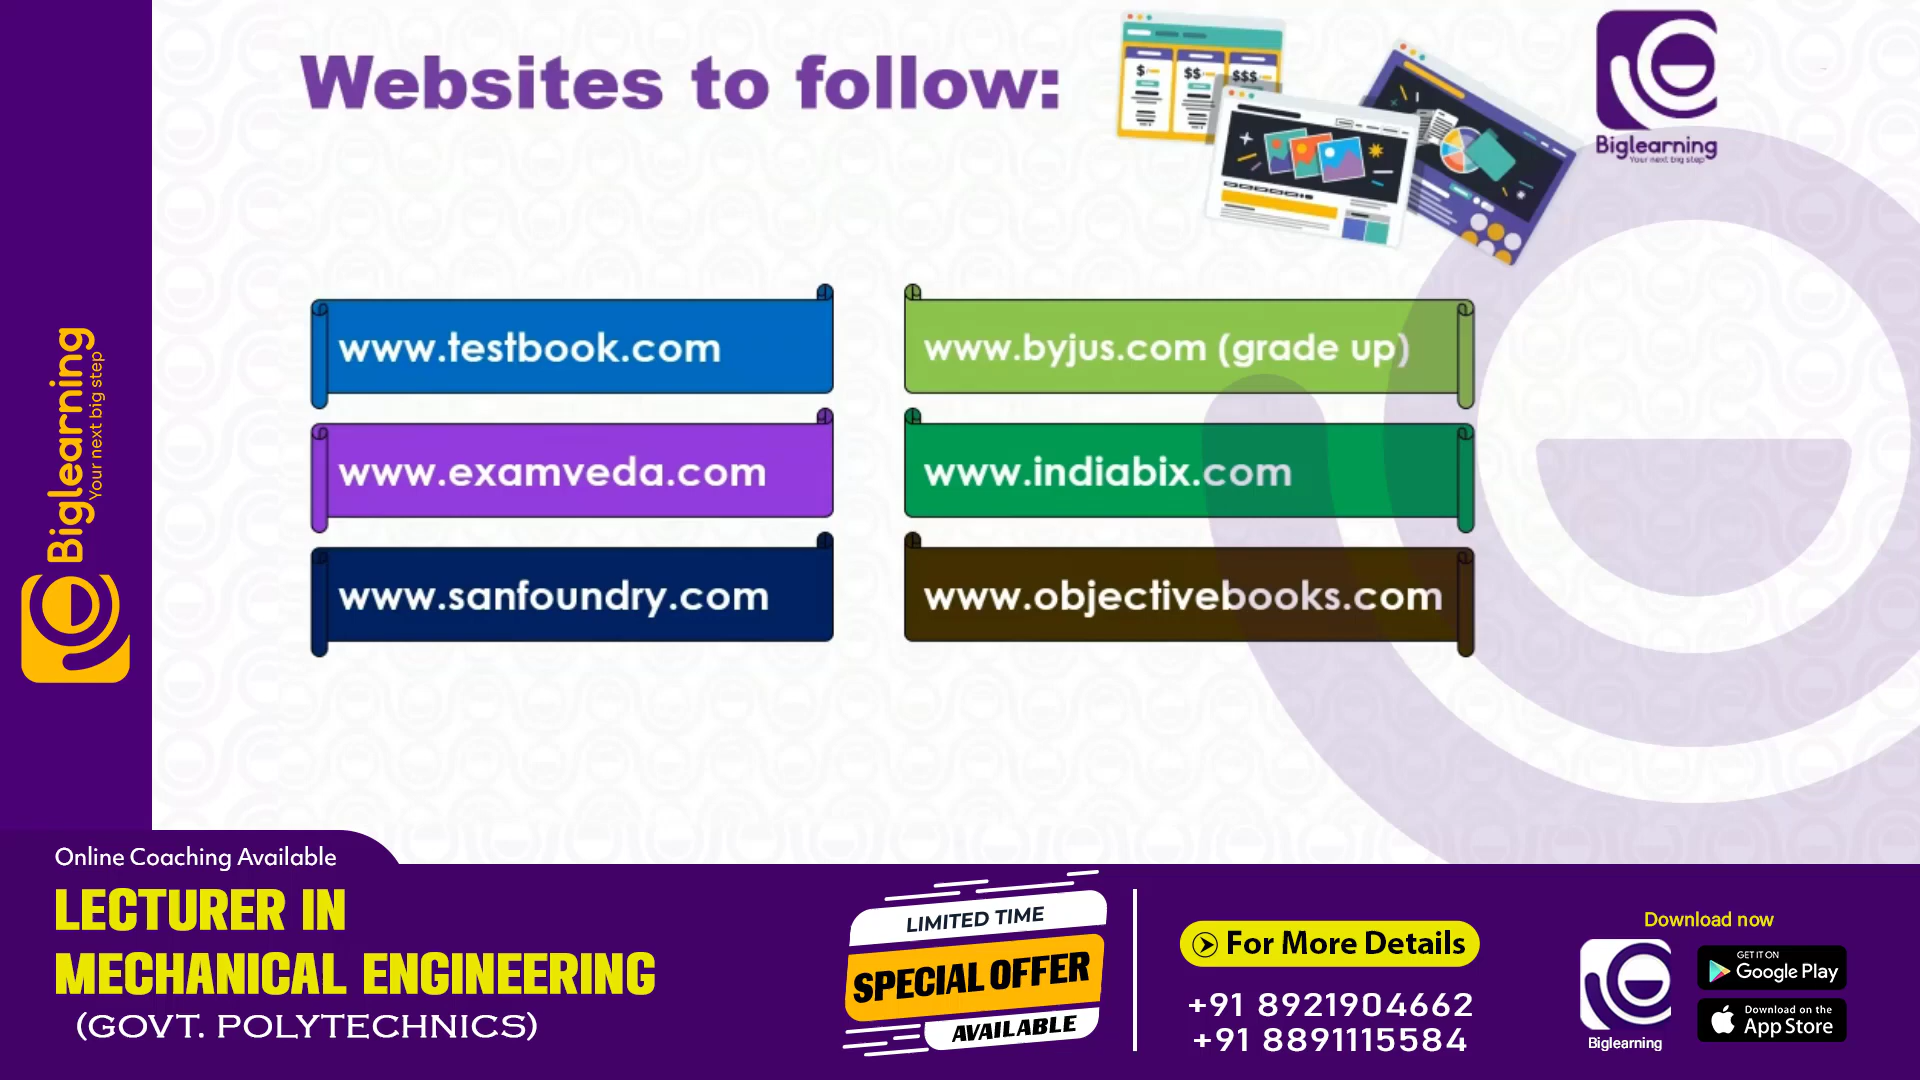 Websites to follow:
$
$$
$$$
Biglearning
Your next big step
www.testbook.com
www.byjus.com (grade up)
www.examveda.com
www.indiabix.com
www.sanfoundry.com
www.objectivebooks.com
Biglearning
Your next big step
Online Coaching Available
LECTURER IN
MECHANICAL ENGINEERING
(GOVT. POLYTECHNICS)
LIMITED TIME
SPECIAL OFFER
AVAILABLE
For More Details
+91 8921904662
+91 8891115584
Download now
Biglearning
GET IT ON
Google Play
Download on the
App Store